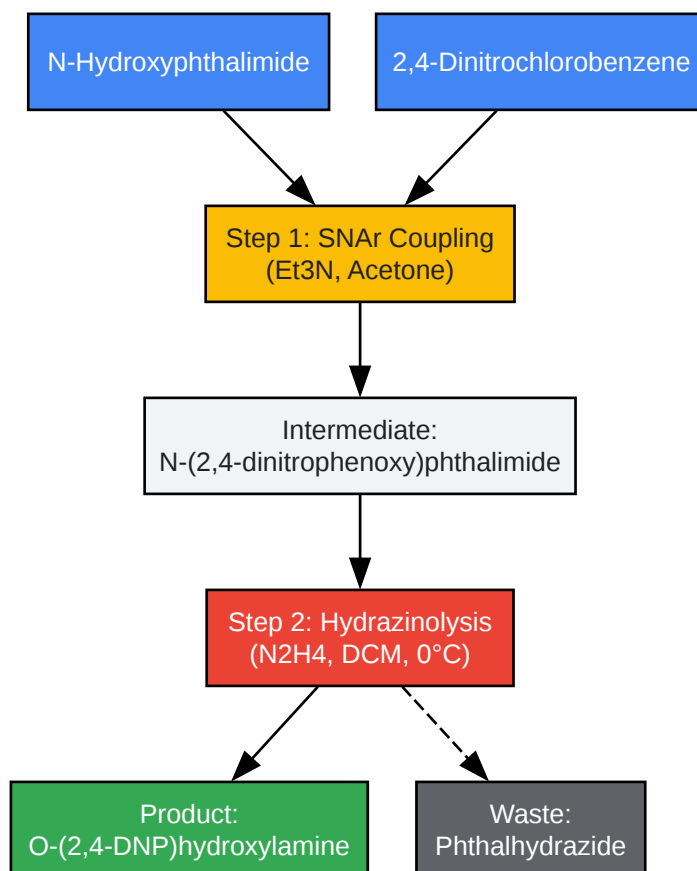 N-Hydroxyphthalimide
2,4-Dinitrochlorobenzene
Step 1: SNAr Coupling
(Et3N, Acetone)
Intermediate:
N-(2,4-dinitrophenoxy)phthalimide
Step 2: Hydrazinolysis
(N2H4, DCM, 0°C)
Product:
O-(2,4-DNP)hydroxylamine
Waste:
Phthalhydrazide